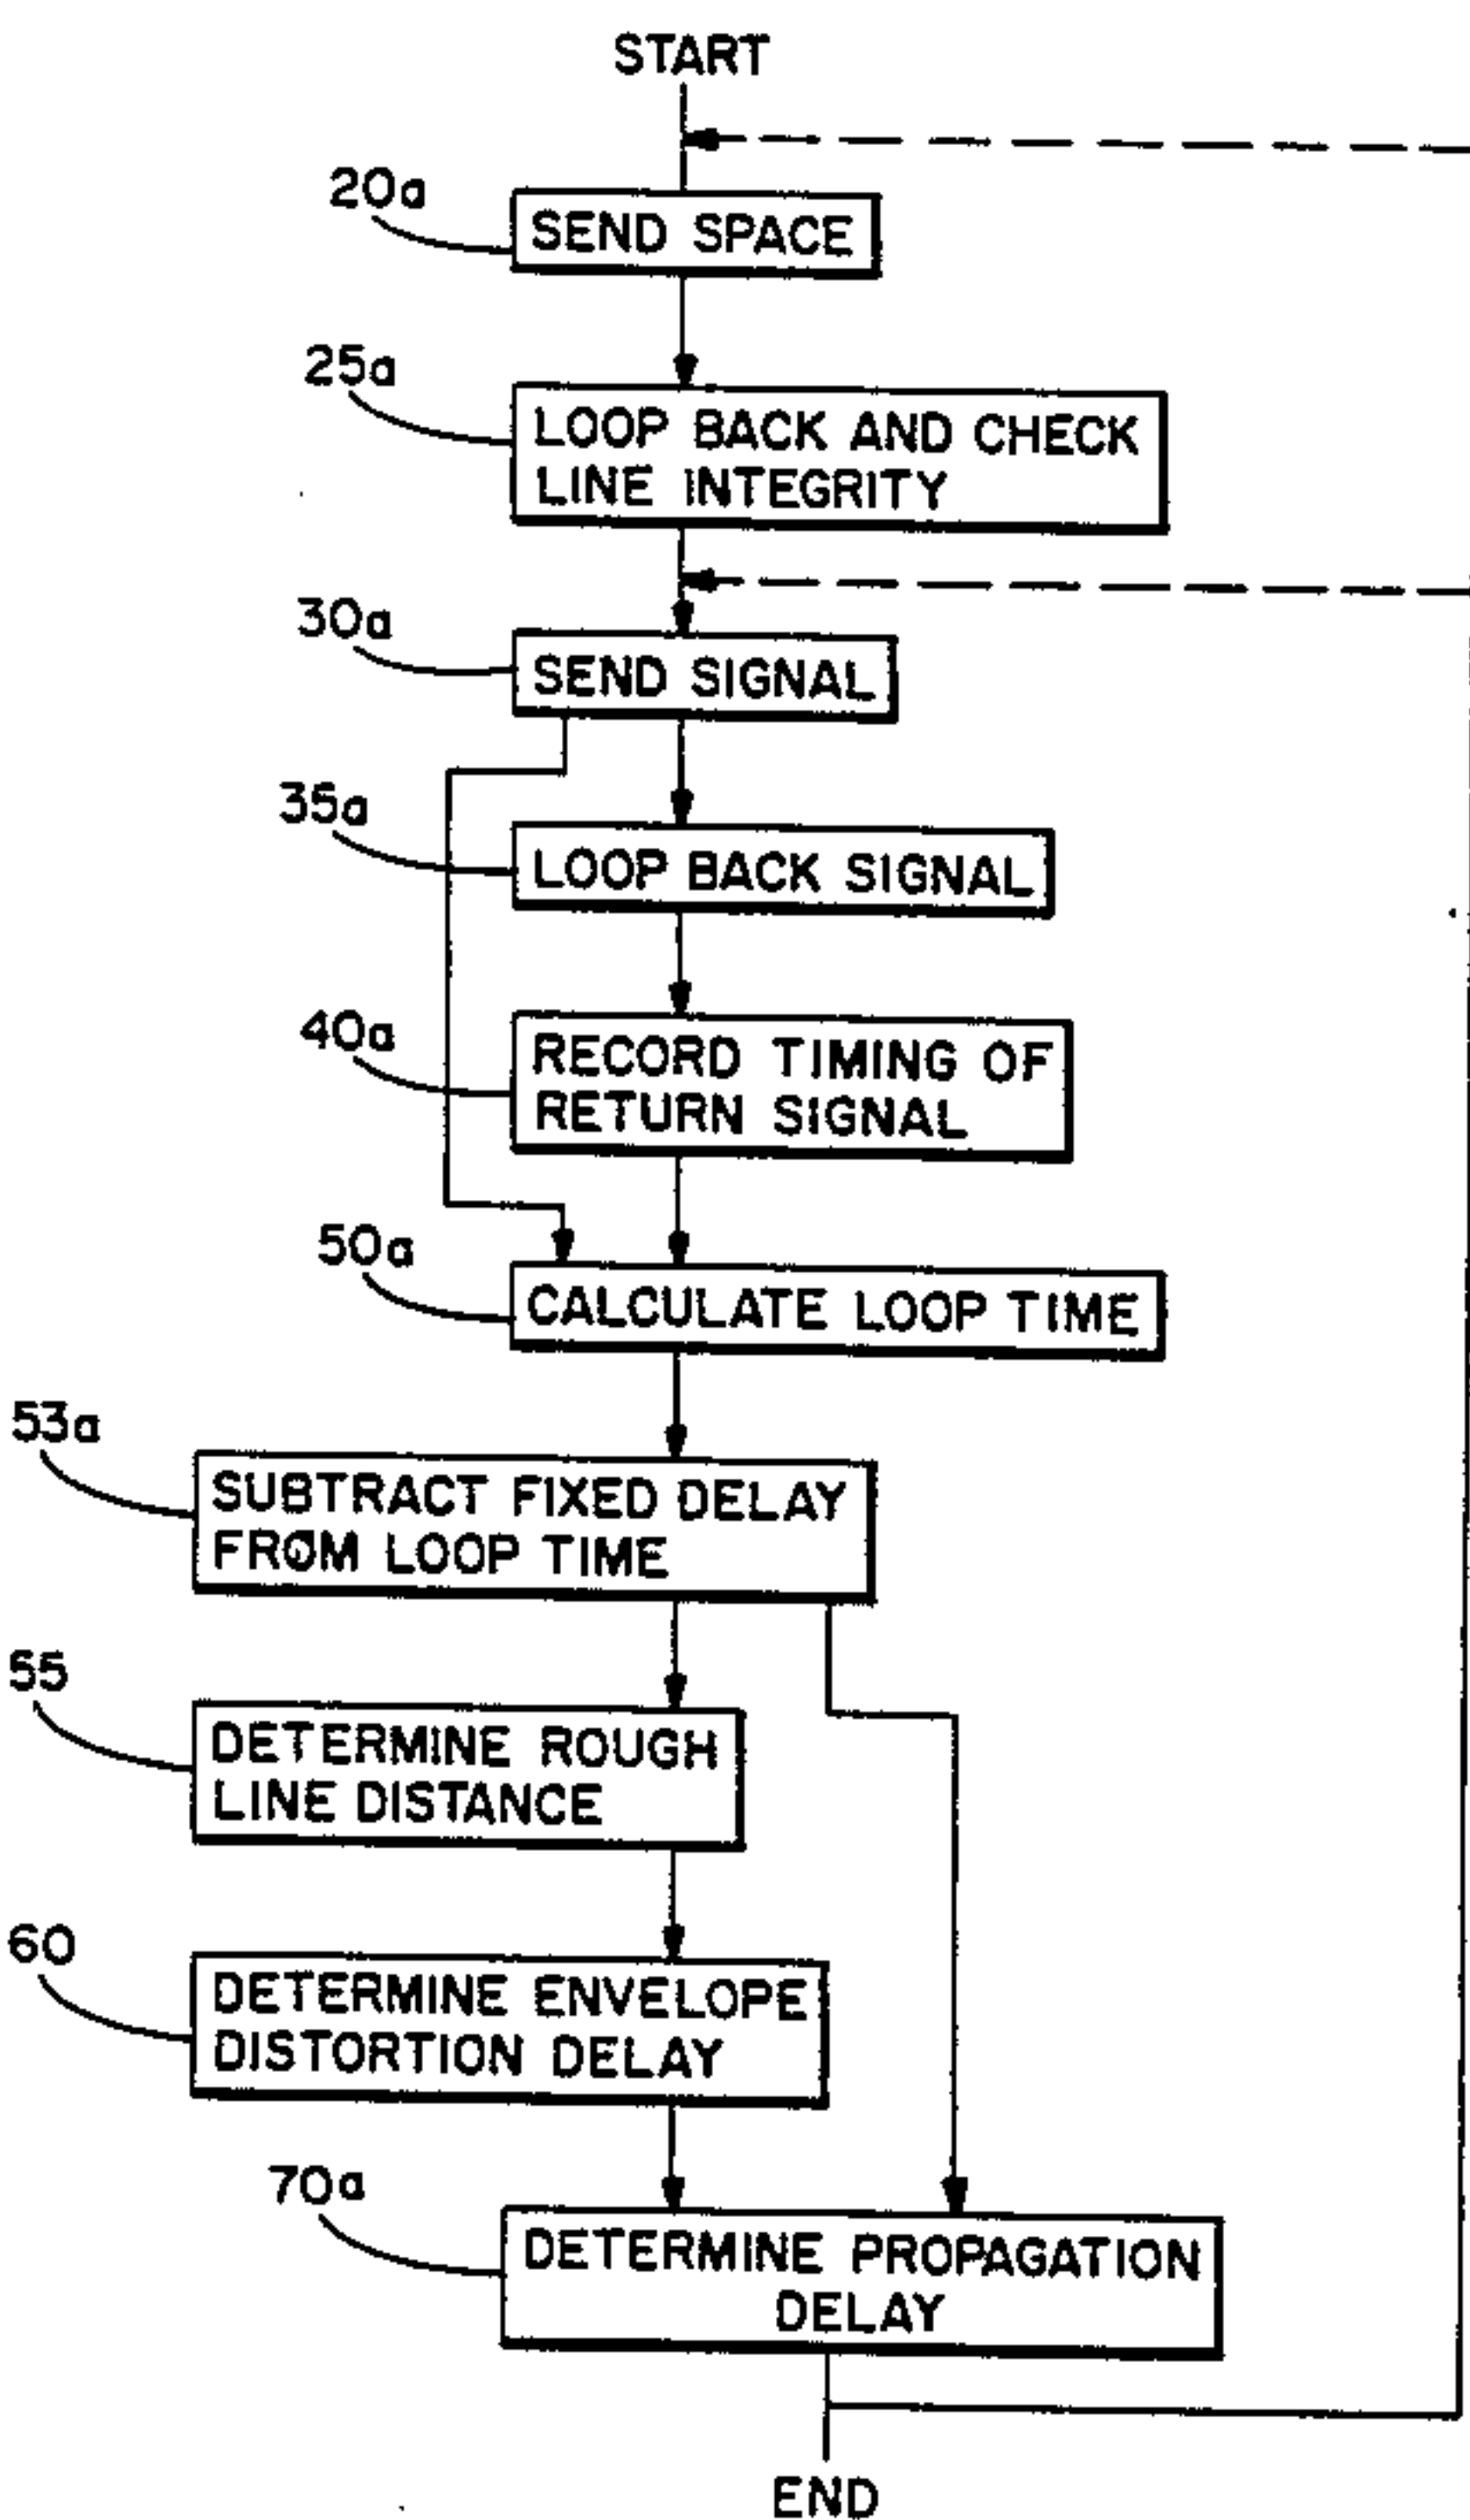 START
20a
SEND SPACE
25a
LOOP BACK AND CHECK
LINE INTEGRITY
30a
SEND SIGNAL
35a
LOOP BACK SIGNAL
40a
RECORD TIMING OF
RETURN SIGNAL
50a
CALCULATE LOOP TIME
53a
SUBTRACT FIXED DELAY
FROM LOOP TIME
55
DETERMINE ROUGH
LINE DISTANCE
60
DETERMINE ENVELOPE
DISTORTION DELAY
70a
DETERMINE PROPAGATION
DELAY
END